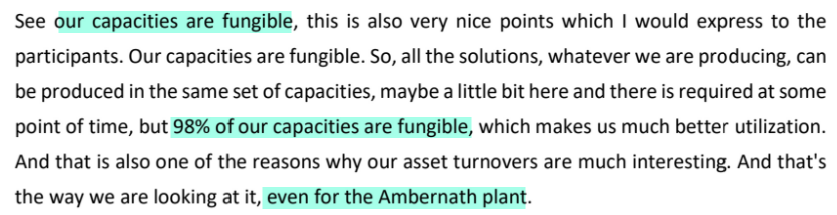 See our capacities are fungible, this is also very nice points which I would express to the
participants. Our capacities are fungible. So, all the solutions, whatever we are producing, can
be produced in the same set of capacities, maybe a little bit here and there is required at some
point of time, but 98% of our capacities are fungible, which makes us much better utilization.
And that is also one of the reasons why our asset turnovers are much interesting. And that's
the way we are looking at it, even for the Ambernath plant.